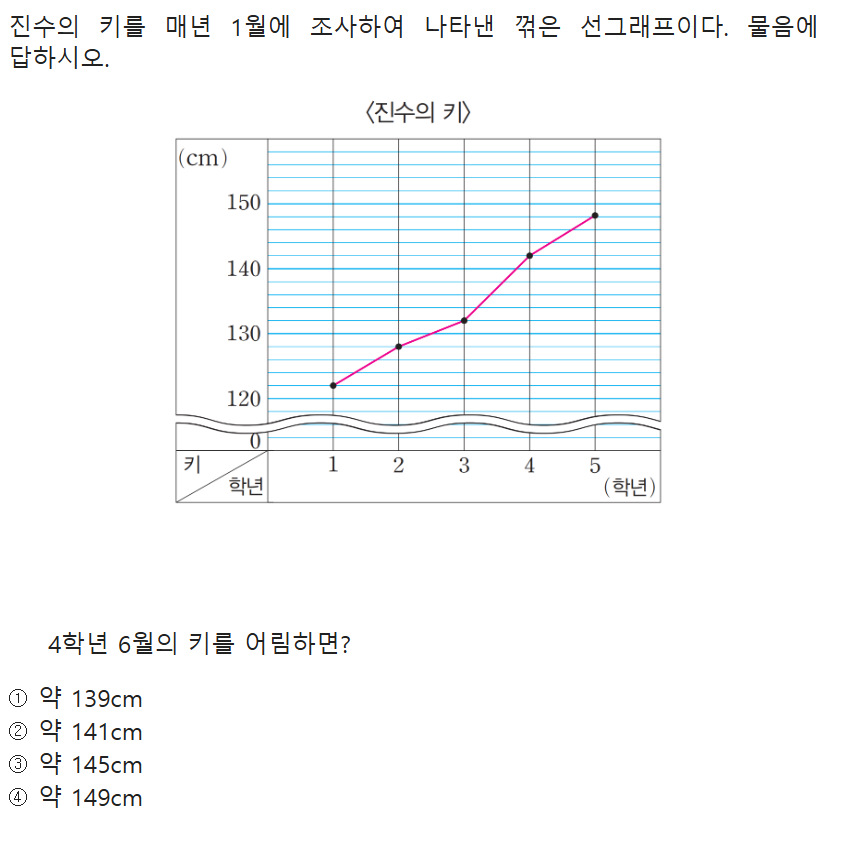 진수의 키를 매년 1월에 조사하여 나타낸 꺾은 선그래프이다. 물음에
답하시오.
〈진수의 키〉
(cm)
150
140
130
120
0
키
학년
1 2 3 4 5
(학년)
4학년 6월의 키를 어림하면?
① 약 139cm
② 약 141cm
③ 약 145cm
④ 약 149cm